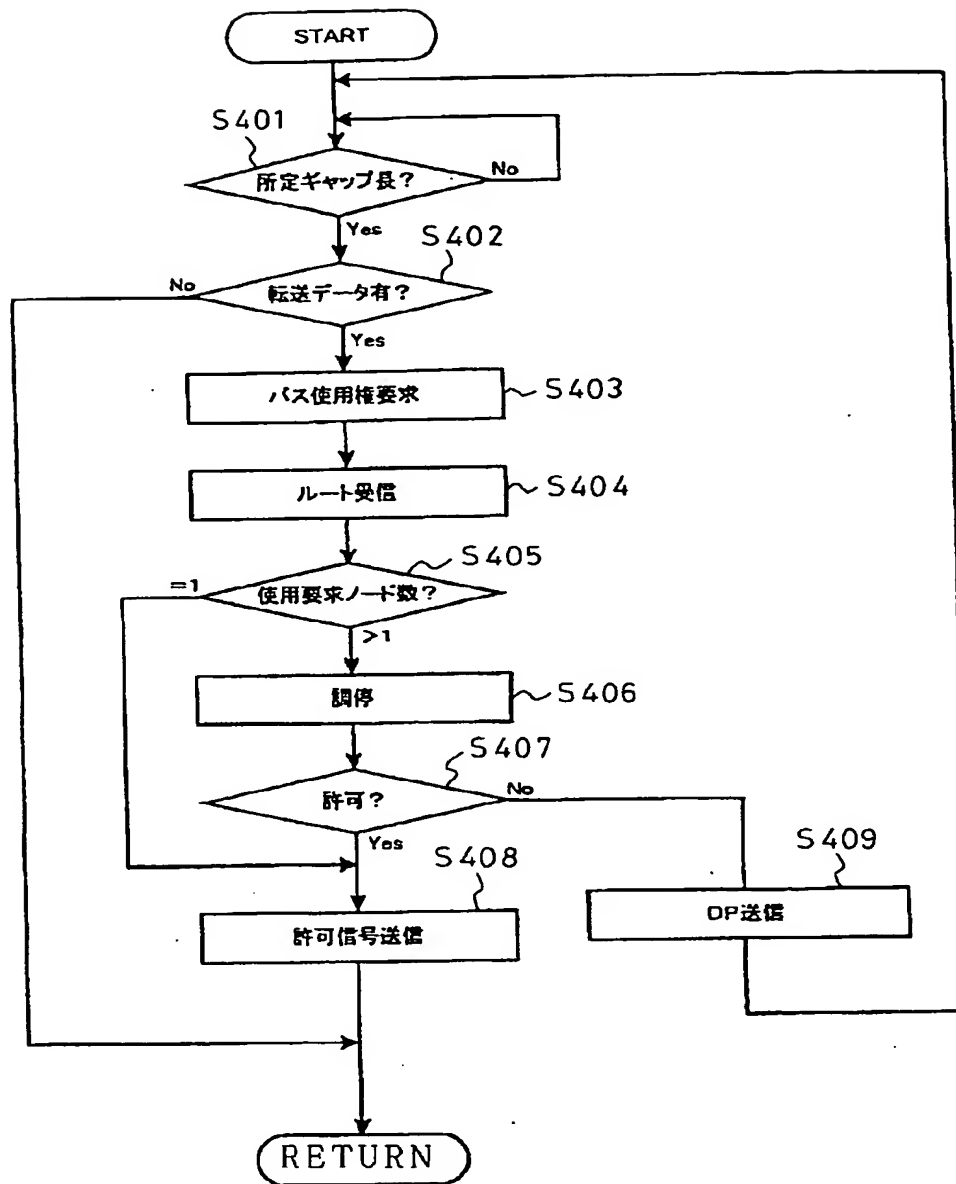 START
S401
所定ギャップ長?
No
Yes
S402
転送データ有?
No
Yes
バス使用権要求
S403
ルート受信
S404
S405
使用要求ノード数?
=1
>1
調停
S406
S407
許可?
No
Yes
S408
許可信号送信
S409
DP送信
RETURN